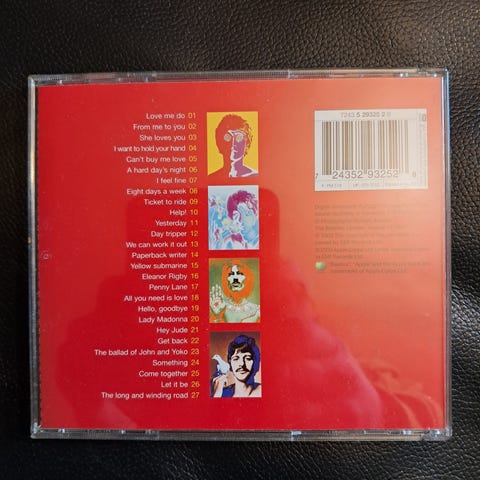 Love me do 01
From me to you 02
She loves you 03
I want to hold your hand 04
Can't buy me love 05
A hard day's night 06
I feel fine 07
Eight days a week 08
Ticket to ride 09
Help! 10
Yesterday 11
Day tripper 12
We can work it out 13
Paperback writer 14
Yellow submarine 15
Eleanor Rigby 16
Penny Lane 17
All you need is love 18
Hello, goodbye 19
Lady Madonna 20
Hey Jude 21
Get back 22
The ballad of John and Yoko 23
Something 24
Come together 25
Let it be 26
The long and winding road 27
7243 5 29325 2 8
7 24352 93252 8